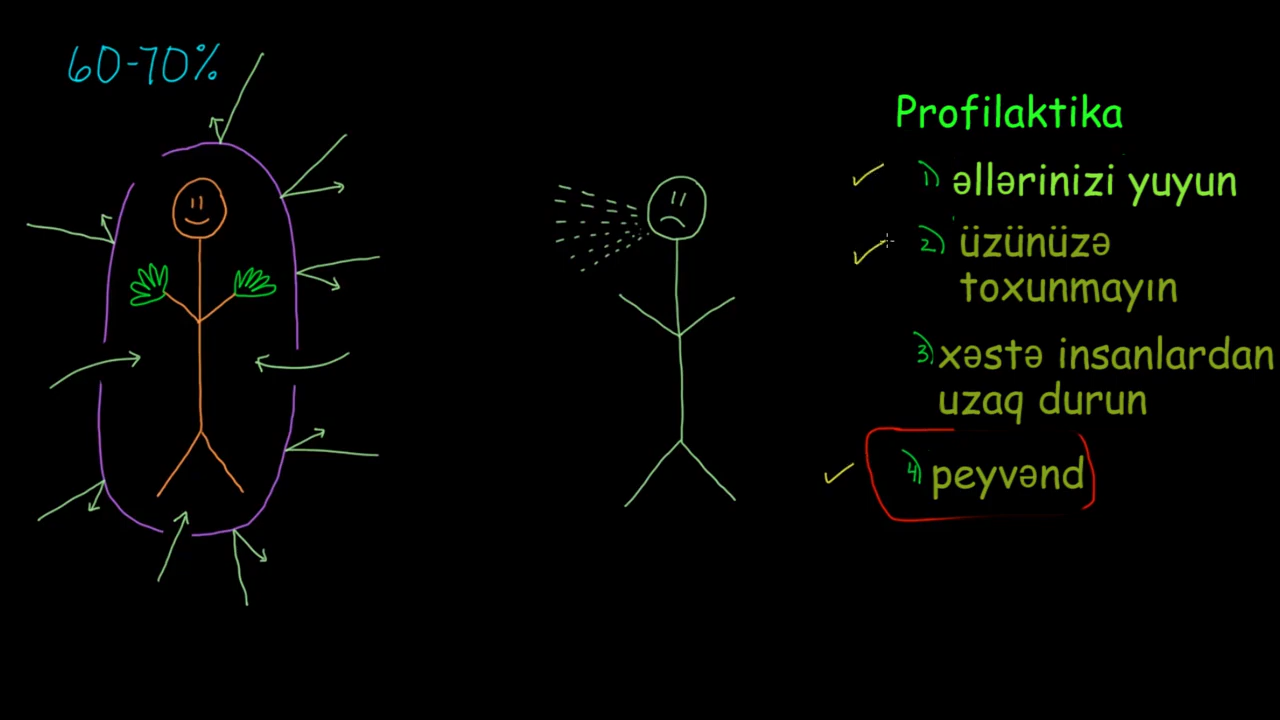 60-70%
Profilaktika
1) əllərinizi yuyun
2) üzünüzə
toxunmayın
3) xəstə insanlardan
uzaq durun
4) peyvənd